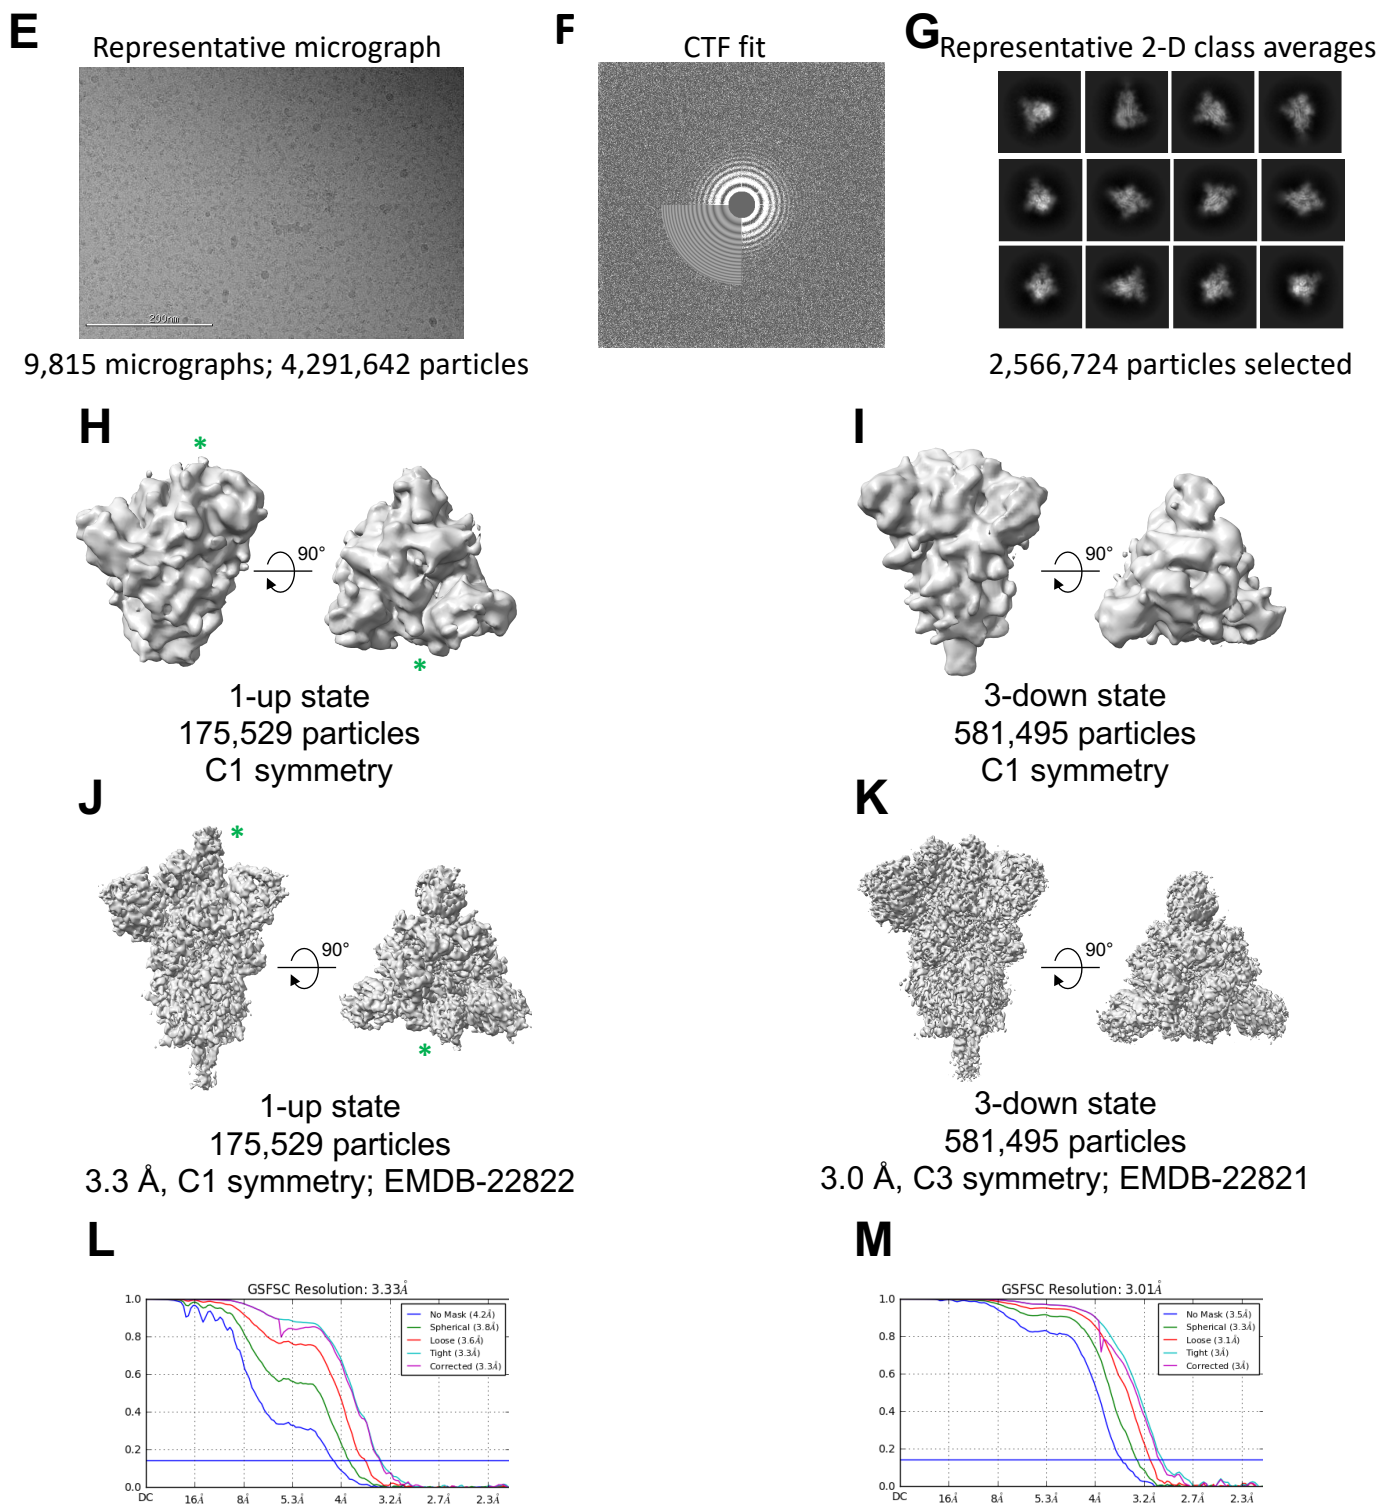 E
Representative micrograph
200nm
9,815 micrographs; 4,291,642 particles
F
CTF fit
G
Representative 2-D class averages
2,566,724 particles selected
H
*
90°
*
1-up state
175,529 particles
C1 symmetry
I
90°
3-down state
581,495 particles
C1 symmetry
J
*
90°
*
1-up state
175,529 particles
3.3 Å, C1 symmetry; EMDB-22822
K
90°
3-down state
581,495 particles
3.0 Å, C3 symmetry; EMDB-22821
L
GSFSC Resolution: 3.33Å
1.0
0.8
0.6
0.4
0.2
0.0
No Mask (4.2Å)
Spherical (3.8Å)
Loose (3.6Å)
Tight (3.3Å)
Corrected (3.3Å)
DC 16Å 8Å 5.3Å 4Å 3.2Å 2.7Å 2.3Å
M
GSFSC Resolution: 3.01Å
1.0
0.8
0.6
0.4
0.2
0.0
No Mask (3.5Å)
Spherical (3.3Å)
Loose (3.1Å)
Tight (3Å)
Corrected (3Å)
DC 16Å 8Å 5.3Å 4Å 3.2Å 2.7Å 2.3Å